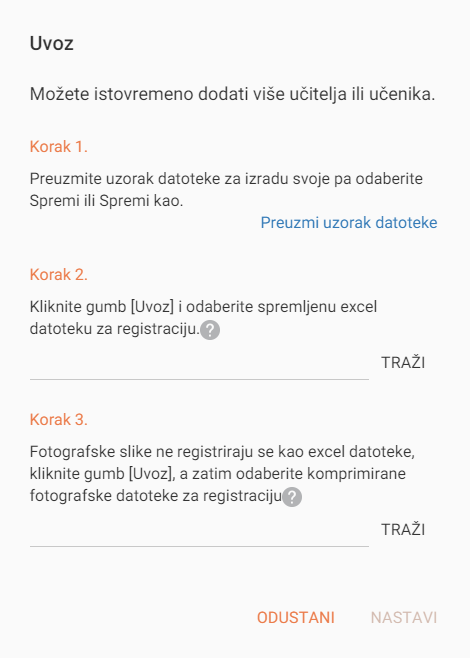 Uvoz
Možete istovremeno dodati više učitelja ili učenika.
Korak 1.
Preuzmite uzorak datoteke za izradu svoje pa odaberite
Spremi ili Spremi kao.
Preuzmi uzorak datoteke
Korak 2.
Kliknite gumb [Uvoz] i odaberite spremljenu excel
datoteku za registraciju.?
TRAŽI
Korak 3.
Fotografske slike ne registriraju se kao excel datoteke,
kliknite gumb [Uvoz], a zatim odaberite komprimirane
fotografske datoteke za registraciju?
TRAŽI
ODUSTANI NASTAVI